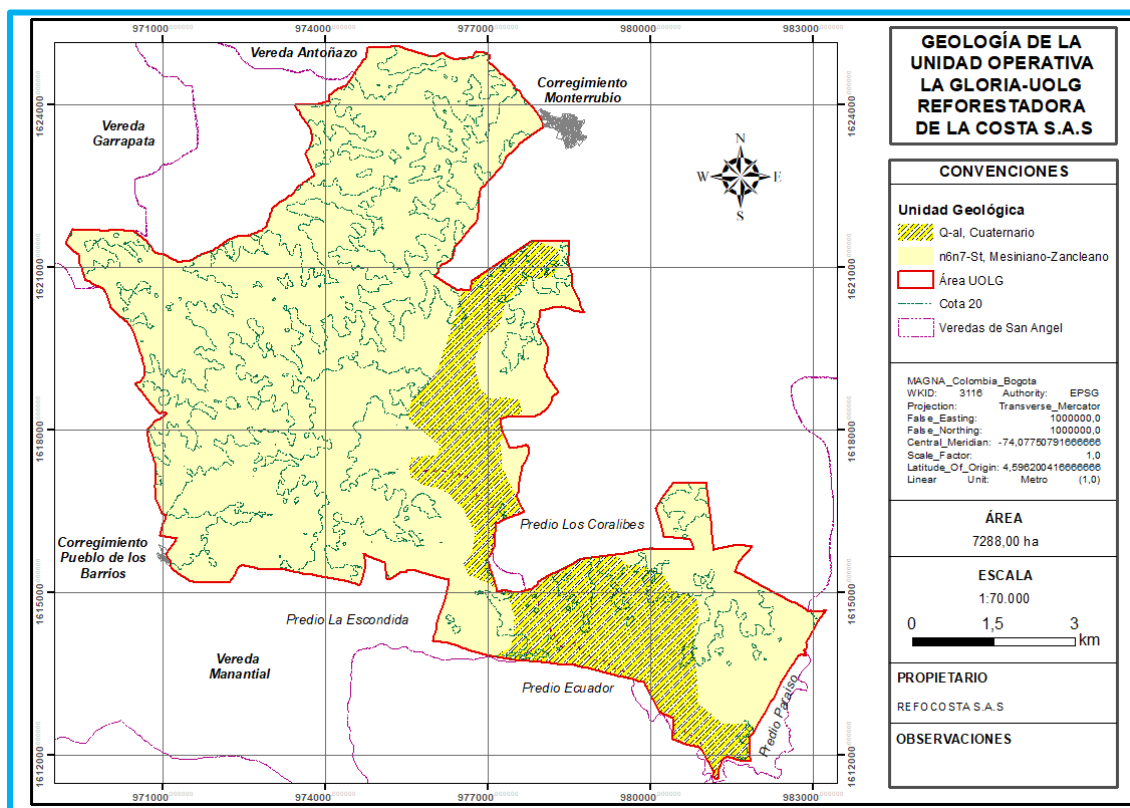 971000 974000 977000 980000 983000
Vereda Antoñazo
Corregimiento
Monterrubio
1624000 1624000
Vereda
Garrapata
N
W E
S
1621000 1621000
1618000 1618000
Predio Los Coralibes
Corregimiento
Pueblo de los
Barrios
1615000 1615000
Predio La Escondida
Vereda
Manantial
Predio Ecuador
Predio Paraiso
1612000 1612000
971000 974000 977000 980000 983000
GEOLOGÍA DE LA
UNIDAD OPERATIVA
LA GLORIA-UOLG
REFORESTADORA
DE LA COSTA S.A.S
CONVENCIONES
Unidad Geológica
Q-al, Cuaternario
n6n7-St, Mesiniano-Zancleano
Área UOLG
Cota 20
Veredas de San Angel
MAGNA_Colombia_Bogota
WKID: 3116 Authority: EPSG
Projection: Transverse_Mercator
False_Easting: 1000000,0
False_Northing: 1000000,0
Central_Meridian: -74,07750791666666
Scale_Factor: 1,0
Latitude_Of_Origin: 4,596200416666666
Linear Unit: Metro (1,0)
ÁREA
7288,00 ha
ESCALA
1:70.000
0 1,5 3
km
PROPIETARIO
REFOCOSTA S.A.S
OBSERVACIONES